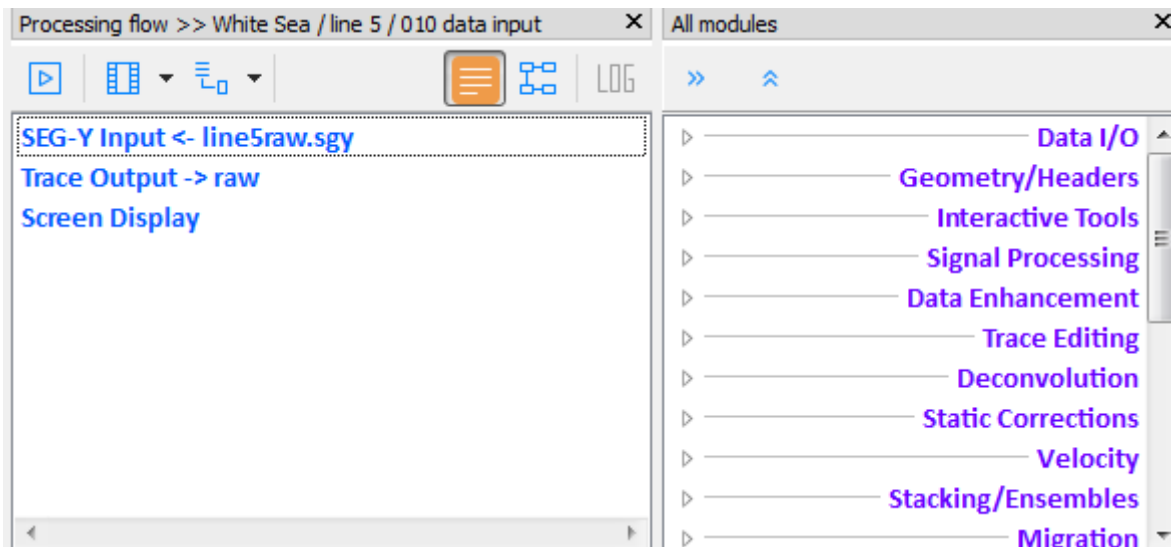 Processing flow >> White Sea / line 5 / 010 data input
All modules
LOG
SEG-Y Input <- line5raw.sgy
Trace Output -> raw
Screen Display
Data I/O
Geometry/Headers
Interactive Tools
Signal Processing
Data Enhancement
Trace Editing
Deconvolution
Static Corrections
Velocity
Stacking/Ensembles
Migration